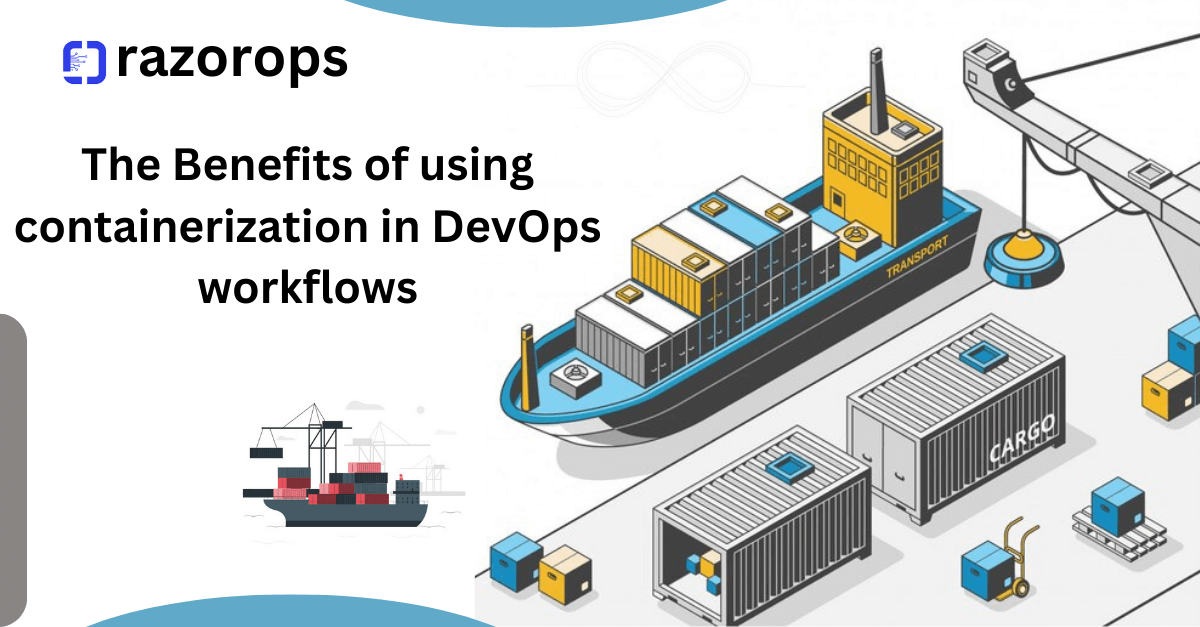 razorops
The Benefits of using
containerization in DevOps
workflows
TRANSPORT
CARGO